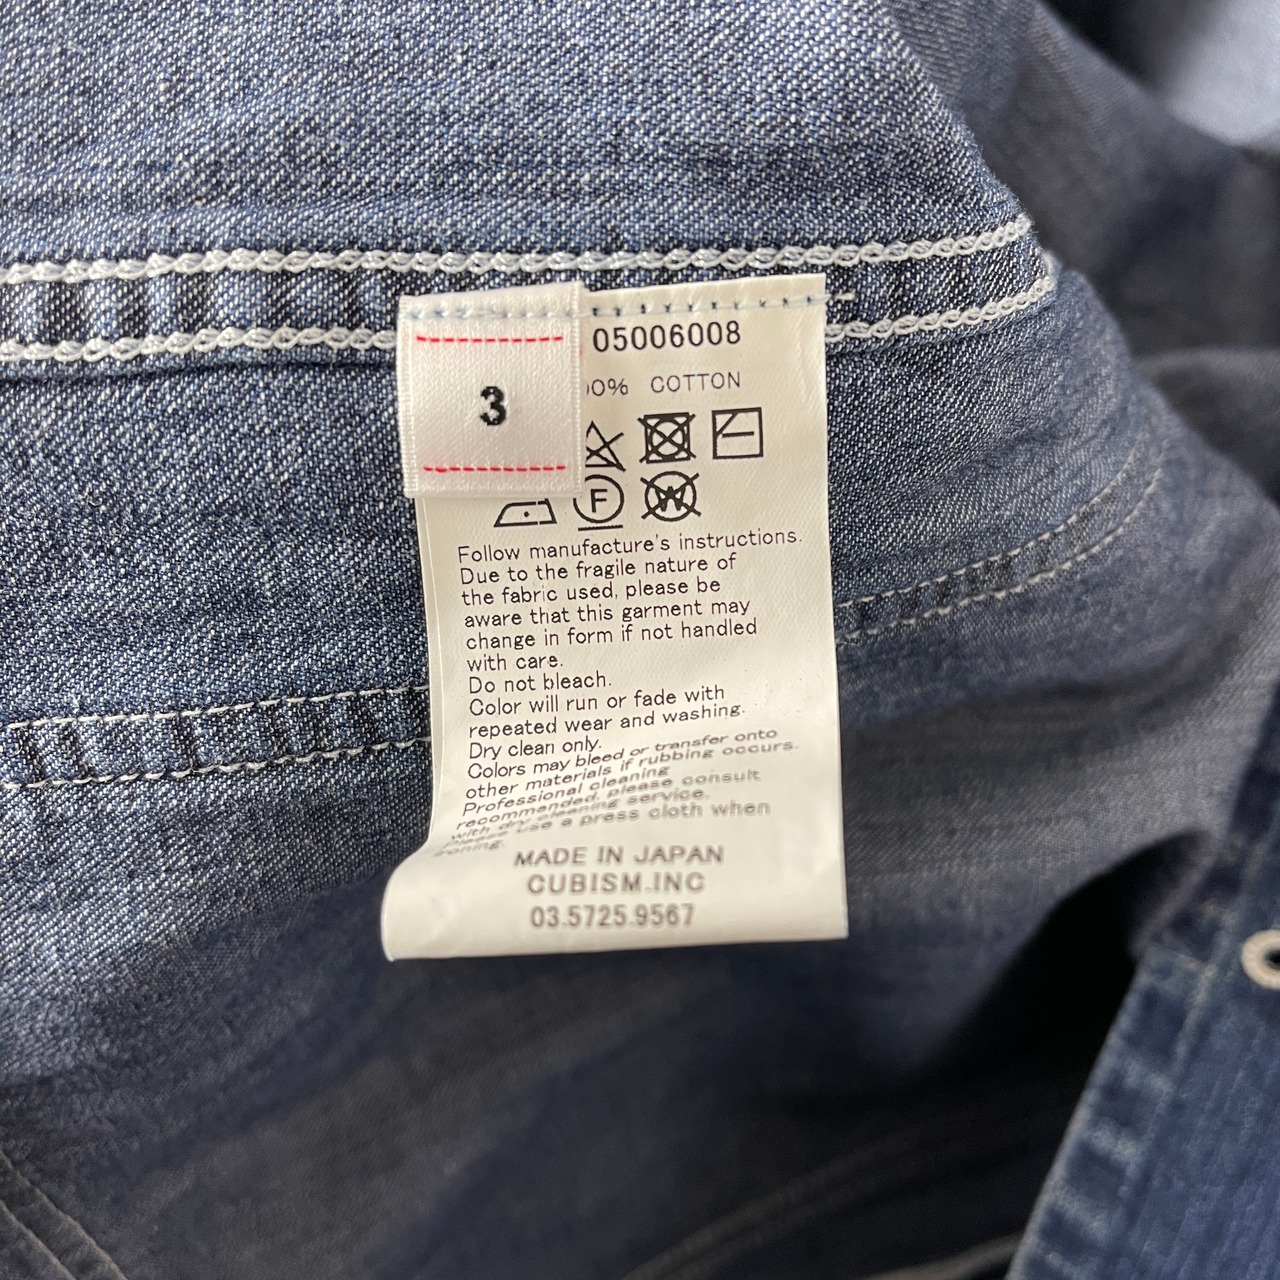 3
05006008
00% COTTON
F
W
Follow manufacture's instructions.
Due to the fragile nature of
the fabric used, please be
aware that this garment may
change in form if not handled
with care.
Do not bleach.
Color will run or fade with
repeated wear and washing.
Dry clean only.
Colors may bleed or transfer onto
other materials if rubbing occurs.
Professional cleaning
recommended, please consult
with dry cleaning service.
Please use a press cloth when
ironing.
MADE IN JAPAN
CUBISM.INC
03.5725.9567